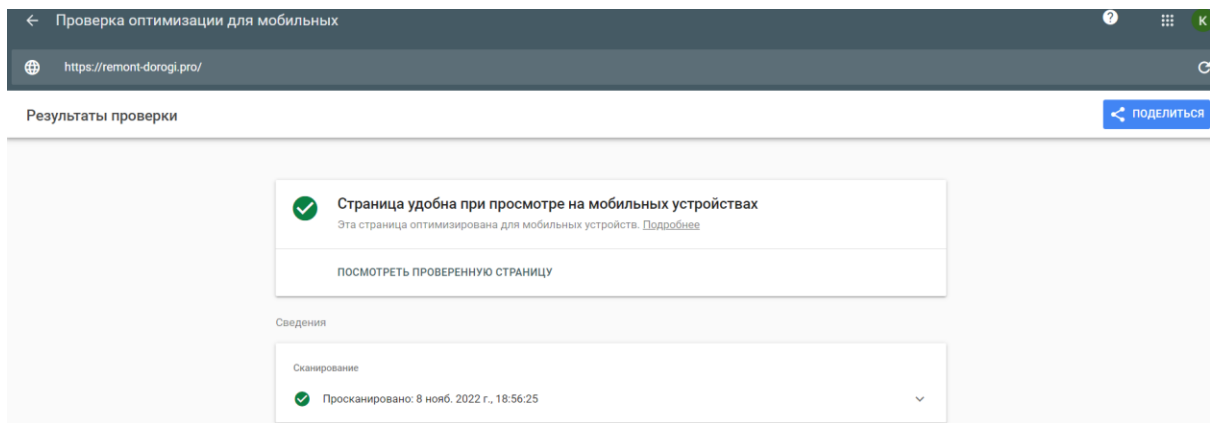 Проверка оптимизации для мобильных
K
https://remont-dorogi.pro/
Результаты проверки
ПОДЕЛИТЬСЯ
Страница удобна при просмотре на мобильных устройствах
Эта страница оптимизирована для мобильных устройств. Подробнее
ПОСМОТРЕТЬ ПРОВЕРЕННУЮ СТРАНИЦУ
Сведения
Сканирование
Просканировано: 8 нояб. 2022 г., 18:56:25